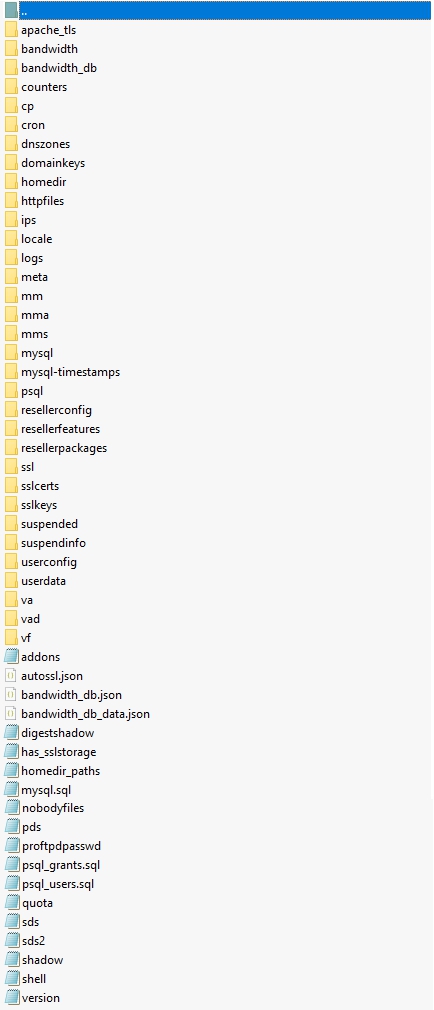 ..
apache_tls
bandwidth
bandwidth_db
counters
cp
cron
dnszones
domainkeys
homedir
httpfiles
ips
locale
logs
meta
mm
mma
mms
mysql
mysql-timestamps
psql
resellerconfig
resellerfeatures
resellerpackages
ssl
sslcerts
sslkeys
suspended
suspendinfo
userconfig
userdata
va
vad
vf
addons
autossl.json
bandwidth_db.json
bandwidth_db_data.json
digestshadow
has_sslstorage
homedir_paths
mysql.sql
nobodyfiles
pds
proftpdpasswd
psql_grants.sql
psql_users.sql
quota
sds
sds2
shadow
shell
version